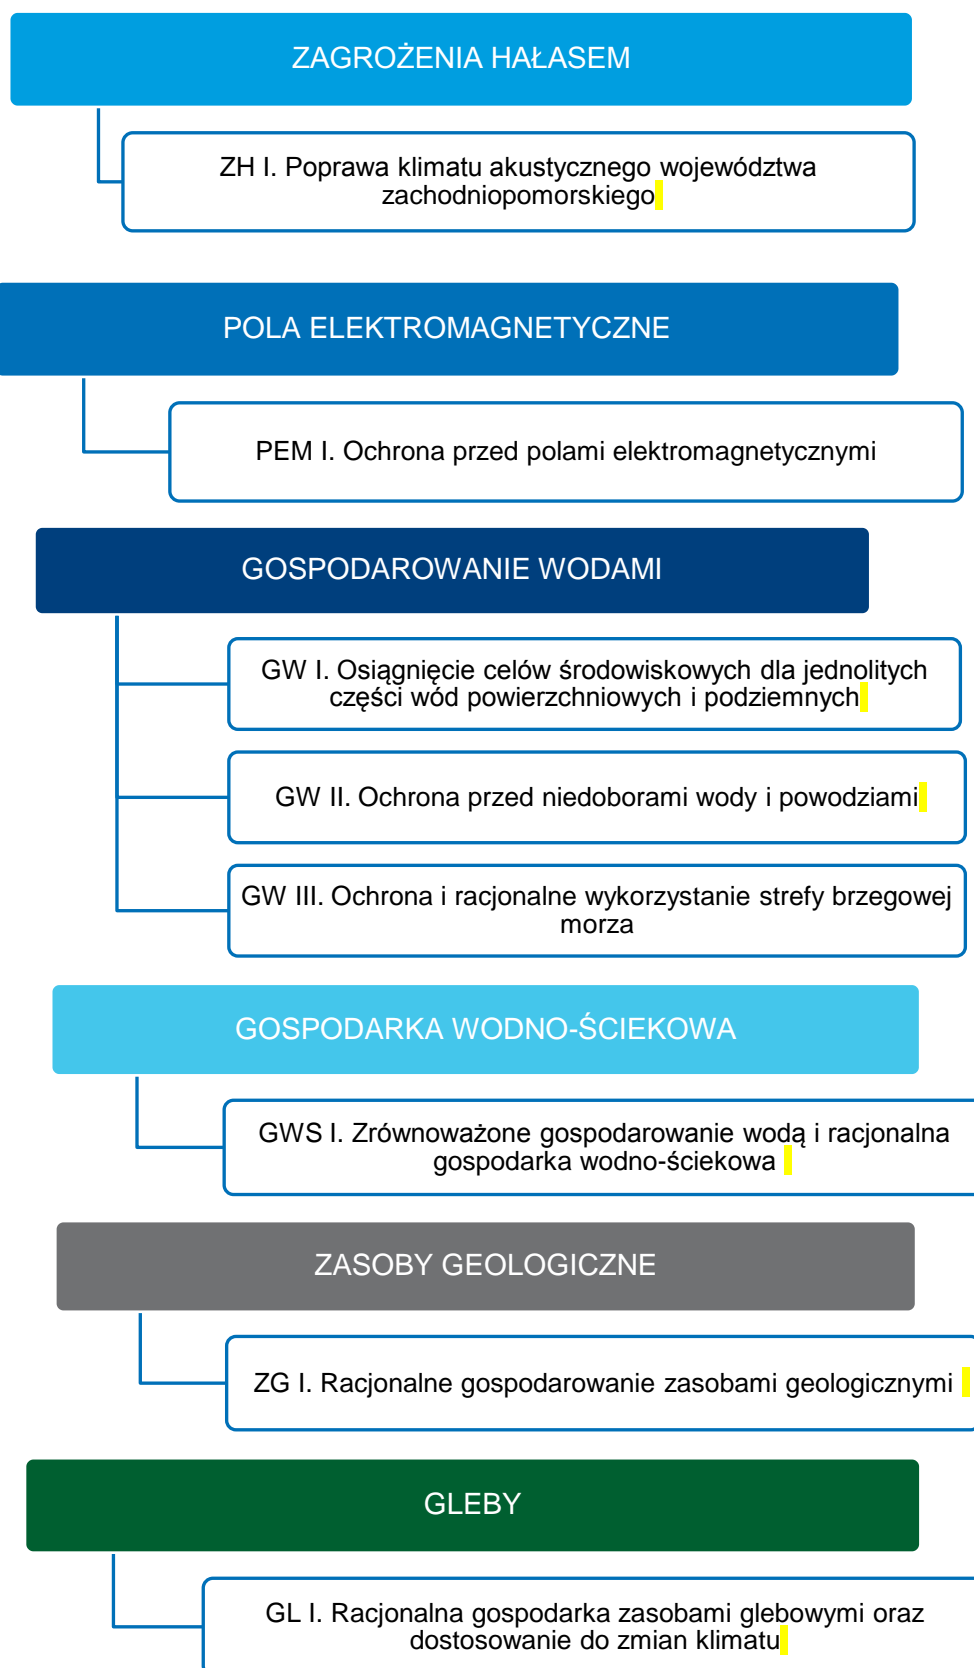 ZAGROŻENIA HAŁASEM
ZH I. Poprawa klimatu akustycznego województwa
zachodniopomorskiego
POLA ELEKTROMAGNETYCZNE
PEM I. Ochrona przed polami elektromagnetycznymi
GOSPODAROWANIE WODAMI
GW I. Osiągnięcie celów środowiskowych dla jednolitych
części wód powierzchniowych i podziemnych
GW II. Ochrona przed niedoborami wody i powodziami
GW III. Ochrona i racjonalne wykorzystanie strefy brzegowej
morza
GOSPODARKA WODNO-ŚCIEKOWA
GWS I. Zrównoważone gospodarowanie wodą i racjonalna
gospodarka wodno-ściekowa
ZASOBY GEOLOGICZNE
ZG I. Racjonalne gospodarowanie zasobami geologicznymi
GLEBY
GL I. Racjonalna gospodarka zasobami glebowymi oraz
dostosowanie do zmian klimatu